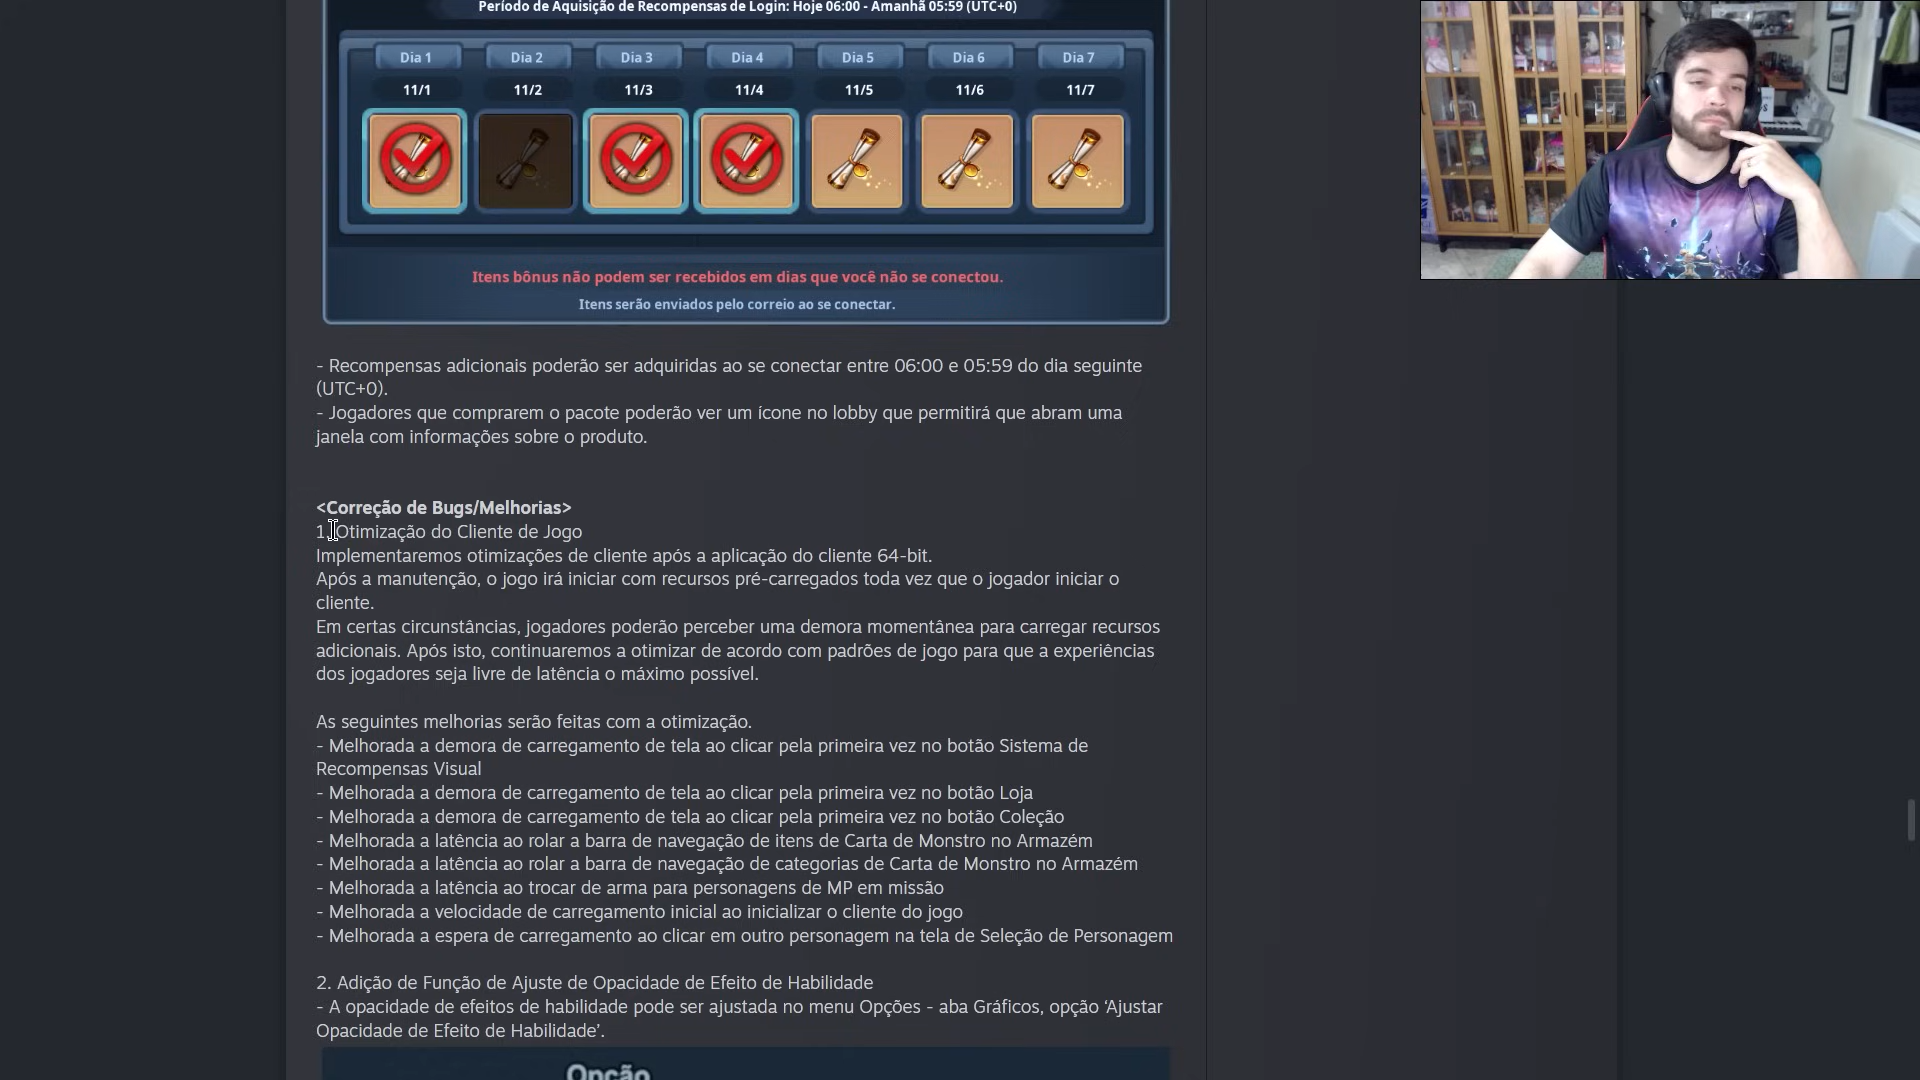 Período de Aquisição de Recompensas de Login: Hoje 06:00 - Amanhã 05:59 (UTC+0)
Dia 1 Dia 2 Dia 3 Dia 4 Dia 5 Dia 6 Dia 7
11/1 11/2 11/3 11/4 11/5 11/6 11/7
Itens bônus não podem ser recebidos em dias que você não se conectou.
Itens serão enviados pelo correio ao se conectar.
- Recompensas adicionais poderão ser adquiridas ao se conectar entre 06:00 e 05:59 do dia seguinte
(UTC+0).
- Jogadores que comprarem o pacote poderão ver um ícone no lobby que permitirá que abram uma
janela com informações sobre o produto.
<Correção de Bugs/Melhorias>
1. Otimização do Cliente de Jogo
Implementaremos otimizações de cliente após a aplicação do cliente 64-bit.
Após a manutenção, o jogo irá iniciar com recursos pré-carregados toda vez que o jogador iniciar o
cliente.
Em certas circunstâncias, jogadores poderão perceber uma demora momentânea para carregar recursos
adicionais. Após isto, continuaremos a otimizar de acordo com padrões de jogo para que a experiências
dos jogadores seja livre de latência o máximo possível.
As seguintes melhorias serão feitas com a otimização.
- Melhorada a demora de carregamento de tela ao clicar pela primeira vez no botão Sistema de
Recompensas Visual
- Melhorada a demora de carregamento de tela ao clicar pela primeira vez no botão Loja
- Melhorada a demora de carregamento de tela ao clicar pela primeira vez no botão Coleção
- Melhorada a latência ao rolar a barra de navegação de itens de Carta de Monstro no Armazém
- Melhorada a latência ao rolar a barra de navegação de categorias de Carta de Monstro no Armazém
- Melhorada a latência ao trocar de arma para personagens de MP em missão
- Melhorada a velocidade de carregamento inicial ao inicializar o cliente do jogo
- Melhorada a espera de carregamento ao clicar em outro personagem na tela de Seleção de Personagem
2. Adição de Função de Ajuste de Opacidade de Efeito de Habilidade
- A opacidade de efeitos de habilidade pode ser ajustada no menu Opções - aba Gráficos, opção ‘Ajustar
Opacidade de Efeito de Habilidade’.
Opção